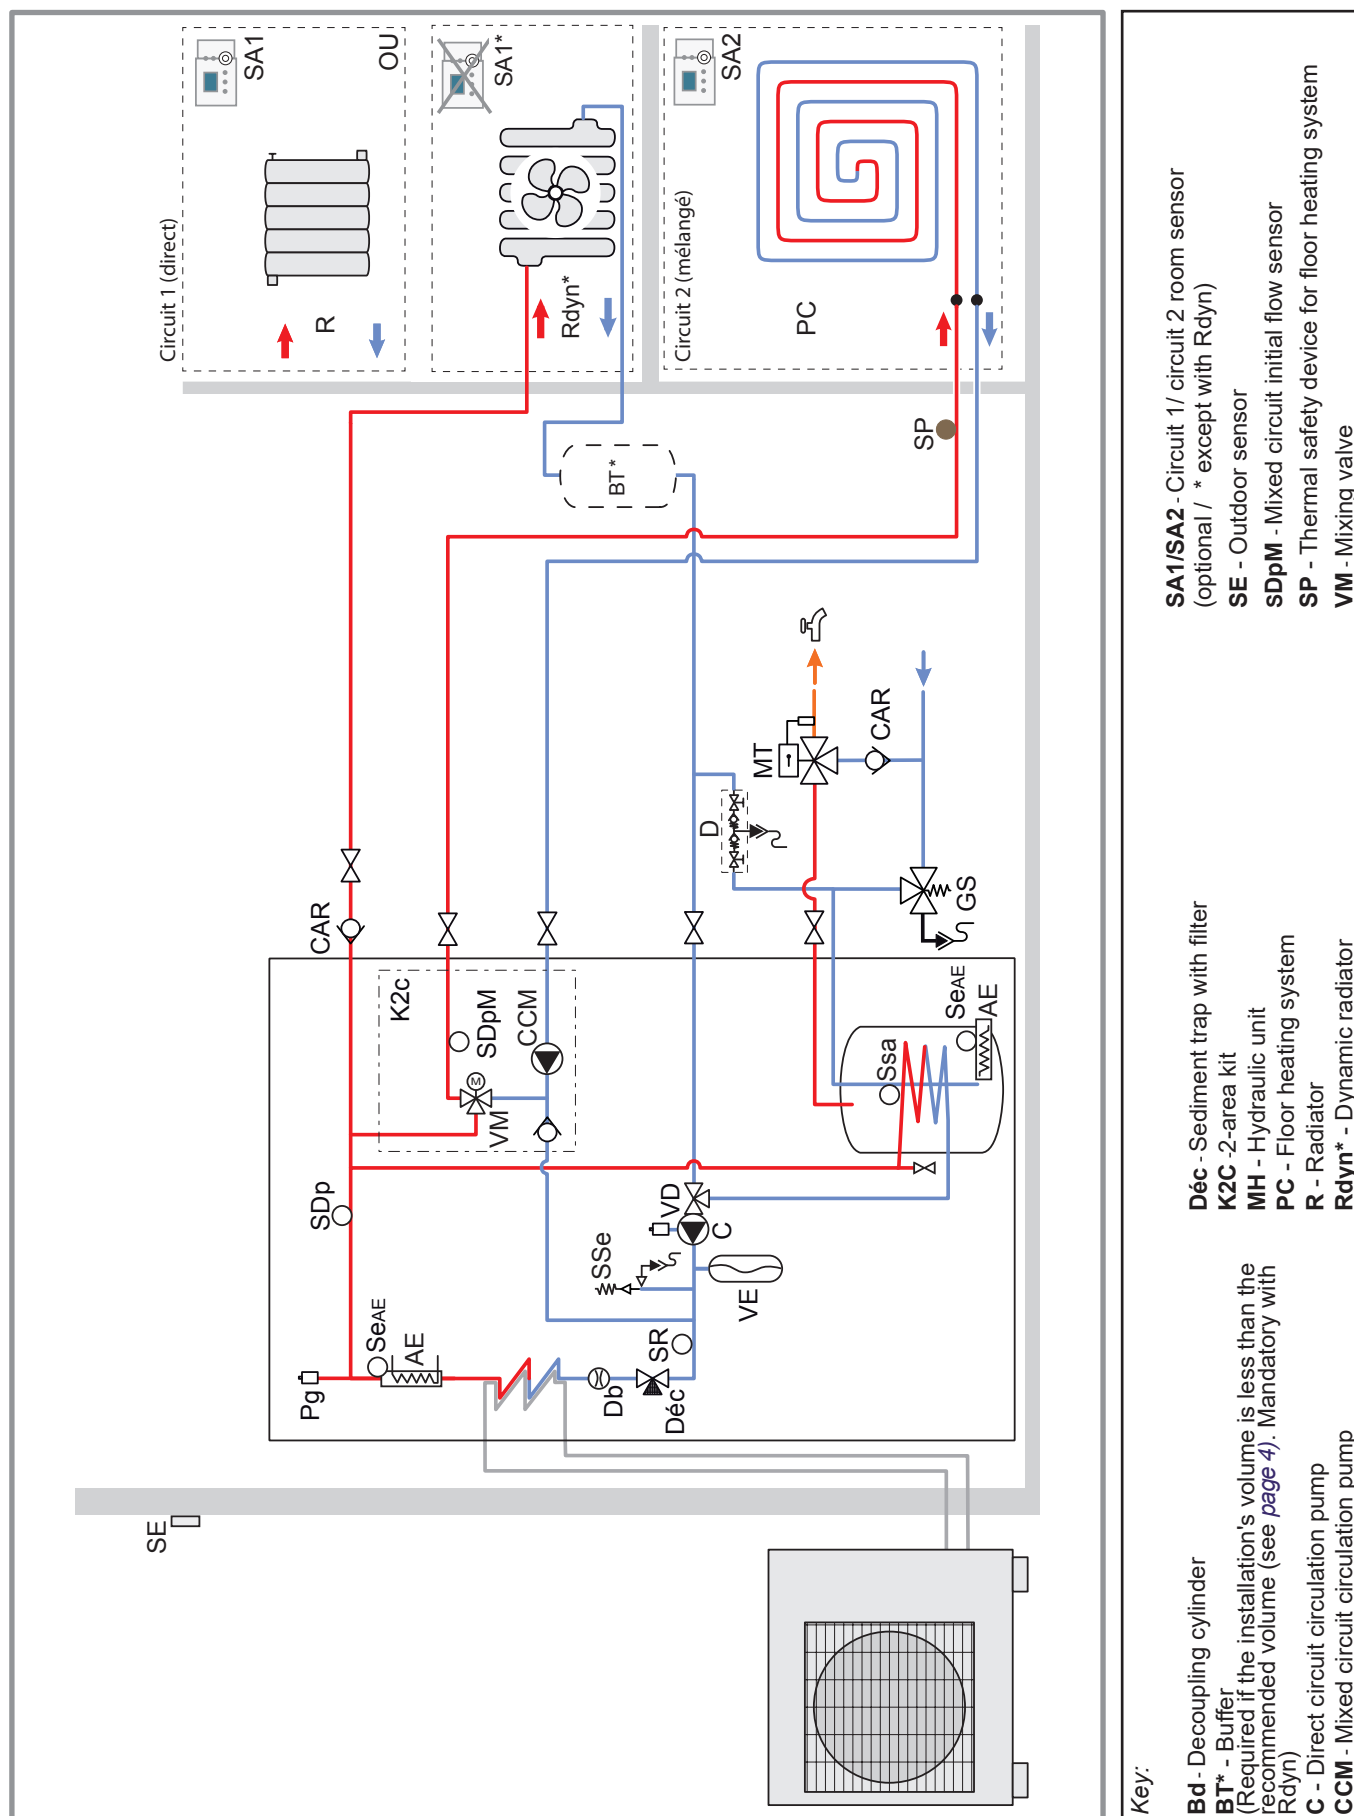 SE
Pg
SeAE
AE
Db
Déc
SR
SDp
SSe
VE
VD
C
K2c
SDpM
CCM
VM
M
Ssa
SeAE
AE
CAR
D
MT
CAR
GS
BT*
SP
Circuit 1 (direct)
R
SA1
OU
Rdyn*
SA1*
Circuit 2 (mélangé)
PC
SA2
Key:
Bd - Decoupling cylinder
BT* - Buffer
(Required if the installation's volume is less than the
recommended volume (see page 4). Mandatory with
Rdyn)
C - Direct circuit circulation pump
CCM - Mixed circuit circulation pump
Déc - Sediment trap with filter
K2C -2-area kit
MH - Hydraulic unit
PC - Floor heating system
R - Radiator
Rdyn* - Dynamic radiator
SA1/SA2 - Circuit 1/ circuit 2 room sensor
(optional / * except with Rdyn)
SE - Outdoor sensor
SDpM - Mixed circuit initial flow sensor
SP - Thermal safety device for floor heating system
VM - Mixing valve